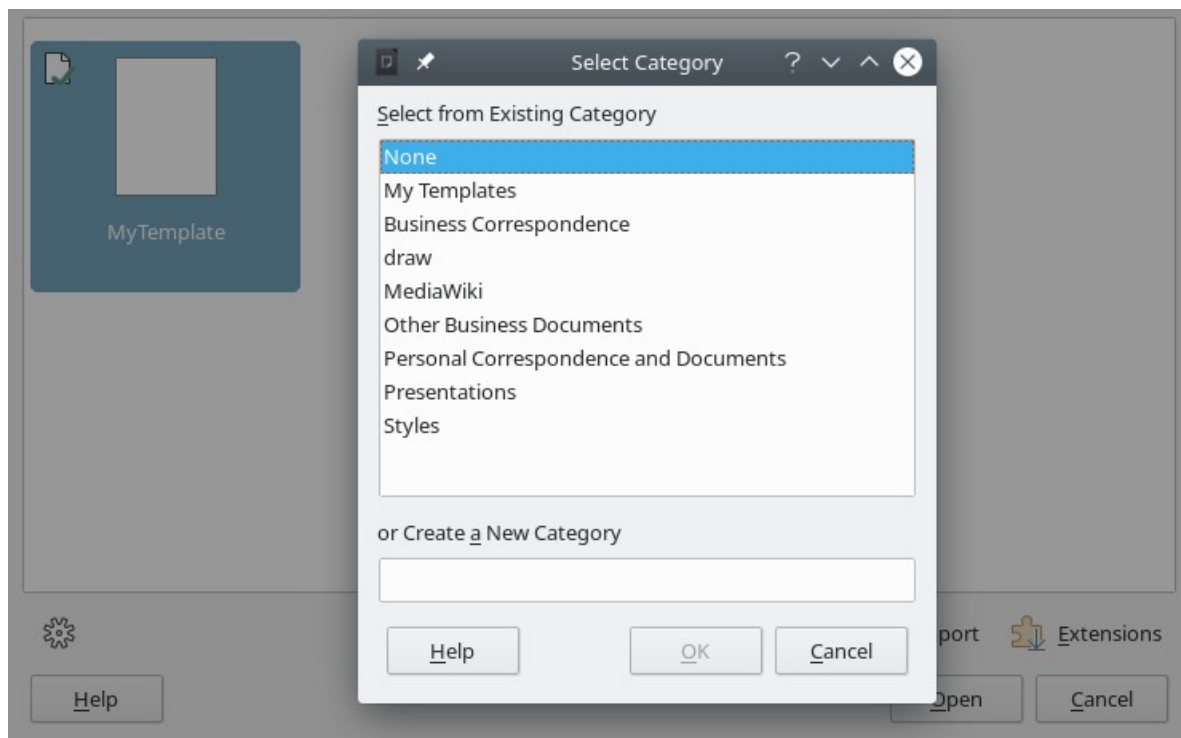 Select Category
Select from Existing Category
None
My Templates
Business Correspondence
draw
MediaWiki
Other Business Documents
Personal Correspondence and Documents
Presentations
Styles
or Create a New Category
Help OK Cancel
MyTemplate
port Extensions
Help Open Cancel